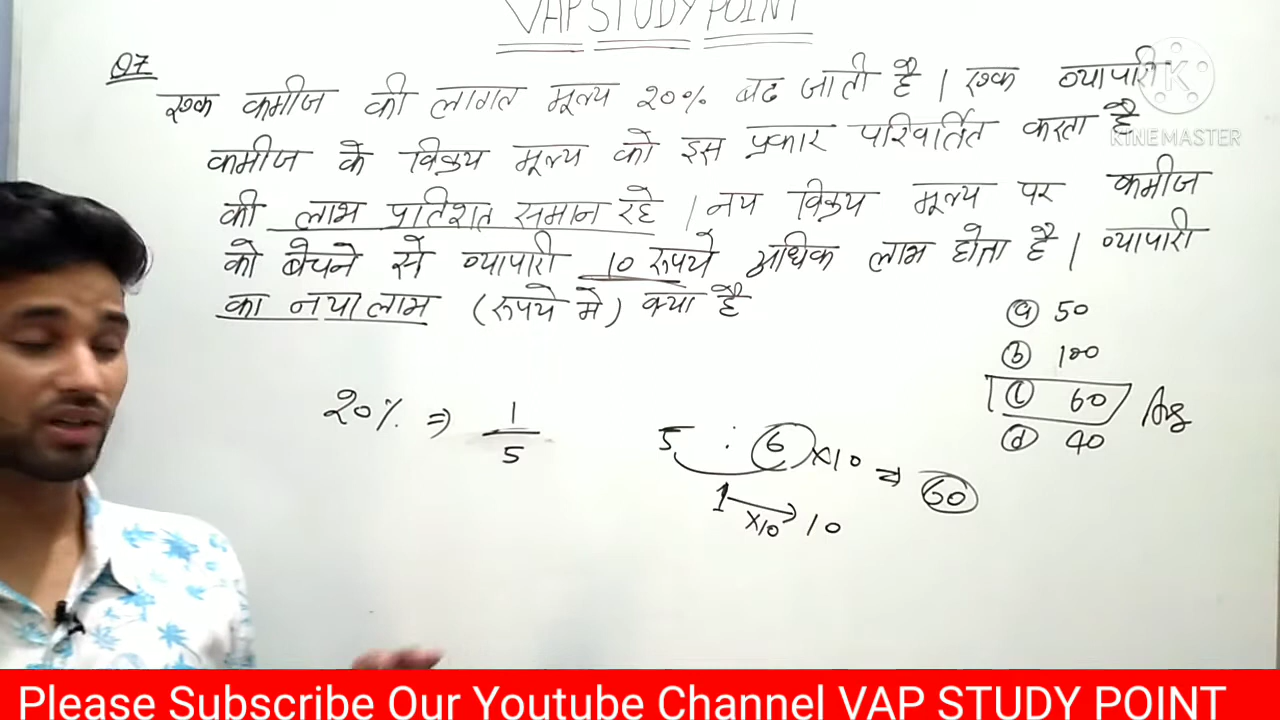 VAP STUDY POINT
Q7
एक कमीज की लागत मूल्य 20% बढ जाती है | एक व्यापारी
कमीज के विक्रय मूल्य को इस प्रकार परिवर्तित करता है
की लाभ प्रतिशत समान रहे | नय विक्रय मूल्य पर कमीज
को बेचने से व्यापारी 10 रूपये अधिक लाभ होता है | व्यापारी
का नया लाभ (रूपये मे) क्या है
ⓐ 50
ⓑ 100
ⓒ 60 Ans
ⓓ 40
20% ⇒ 1/5
5 : 6 ×10 ⇒ 60
1 ×10 → 10
K
KINEMASTER
Please Subscribe Our Youtube Channel VAP STUDY POINT